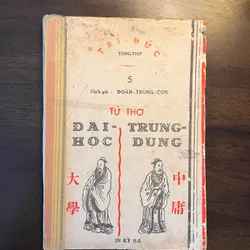 TRÍ-ĐỨC
TÒNG-THƠ
5
Dịch-giả : ĐOÀN-TRUNG-CÒN
TỨ THƠ
ĐẠI-HỌC
TRUNG-DUNG
大學
中庸
IN KỲ BA